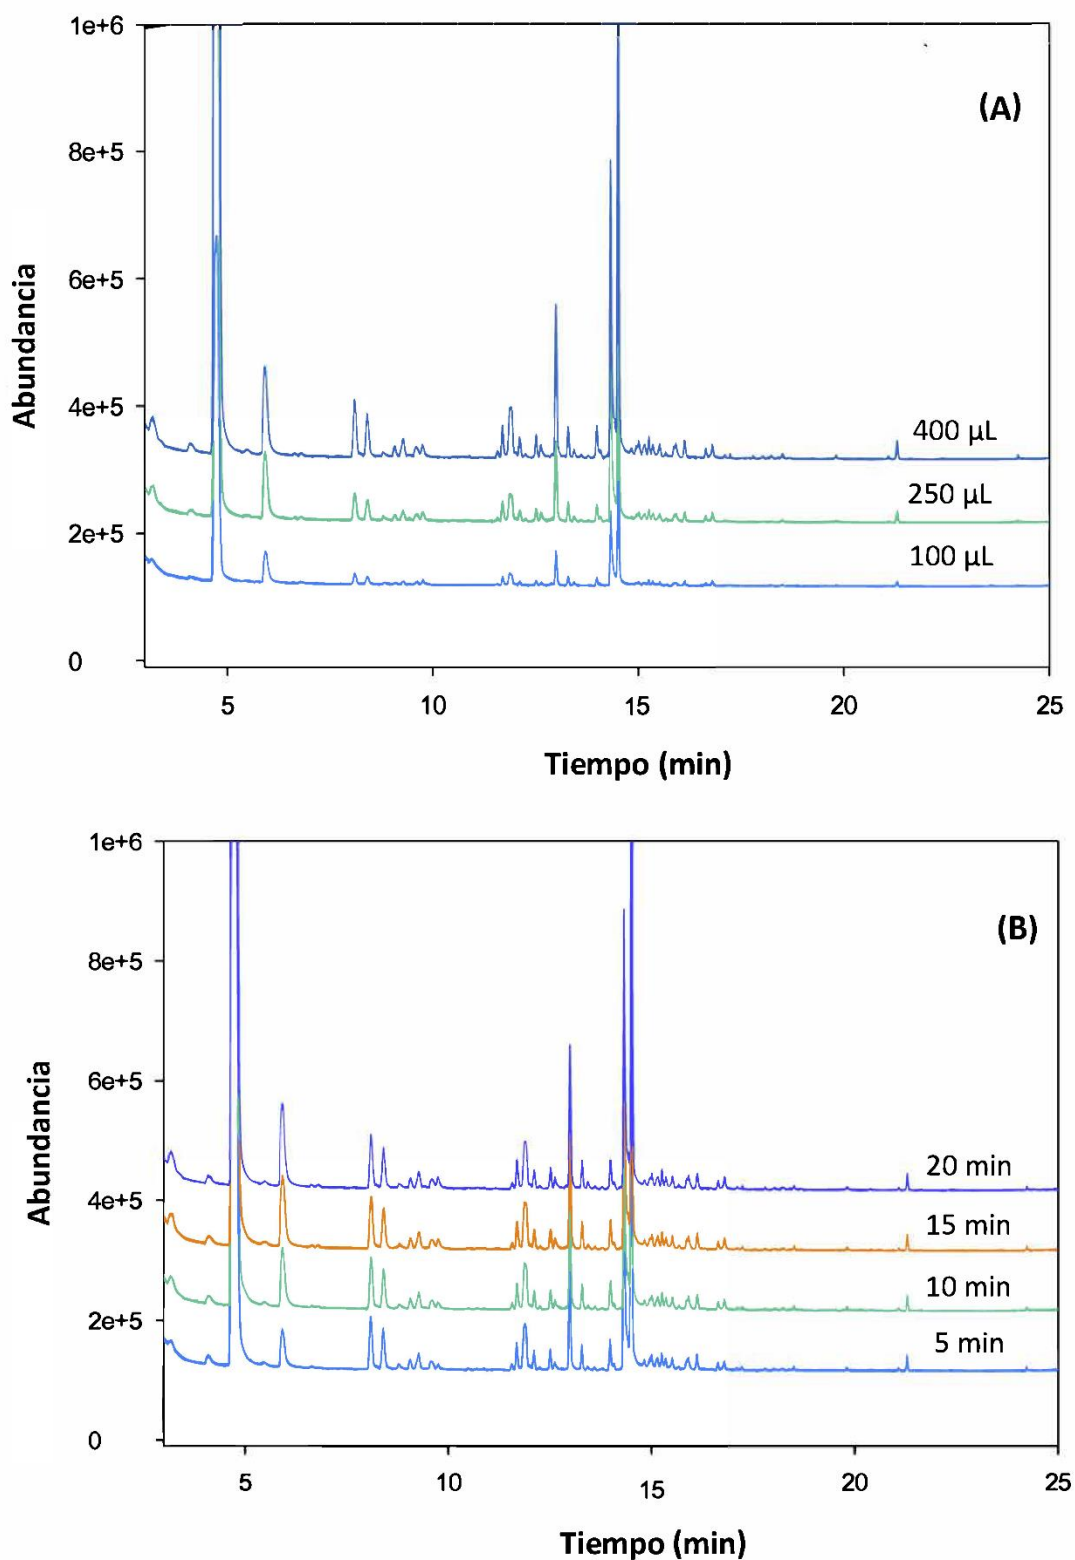 1e+6
(A)
8e+5
6e+5
Abundancia
4e+5
400 µL
250 µL
2e+5
100 µL
0
5
10
15
20
25
Tiempo (min)
1e+6
(B)
8e+5
6e+5
Abundancia
20 min
4e+5
15 min
10 min
2e+5
5 min
0
5
10
15
20
25
Tiempo (min)